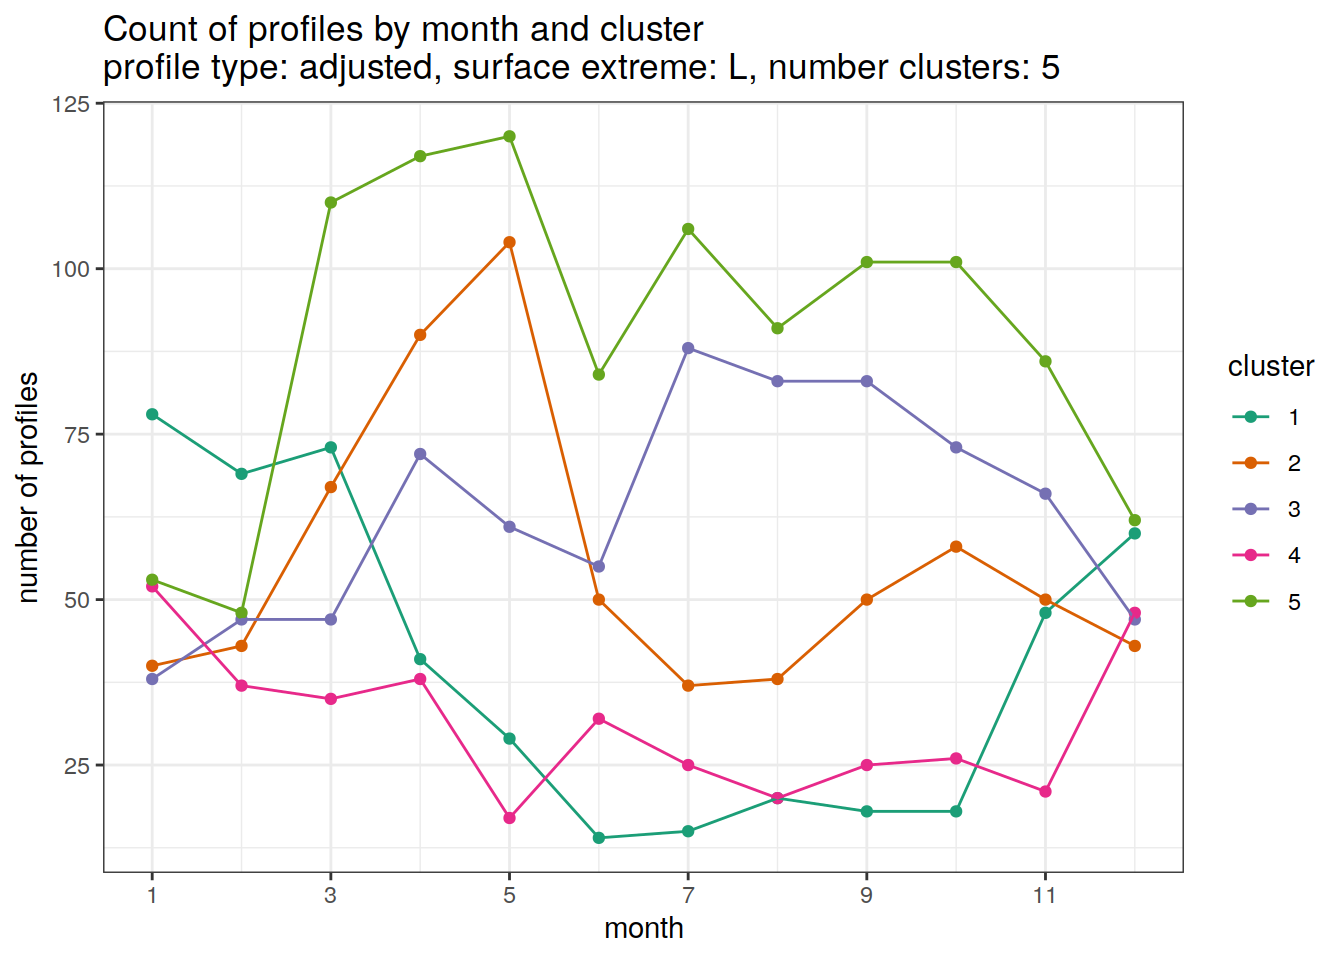 Count of profiles by month and cluster
profile type: adjusted, surface extreme: L, number clusters: 5
125
100
75
50
25
number of profiles
1 3 5 7 9 11
month
cluster
1
2
3
4
5